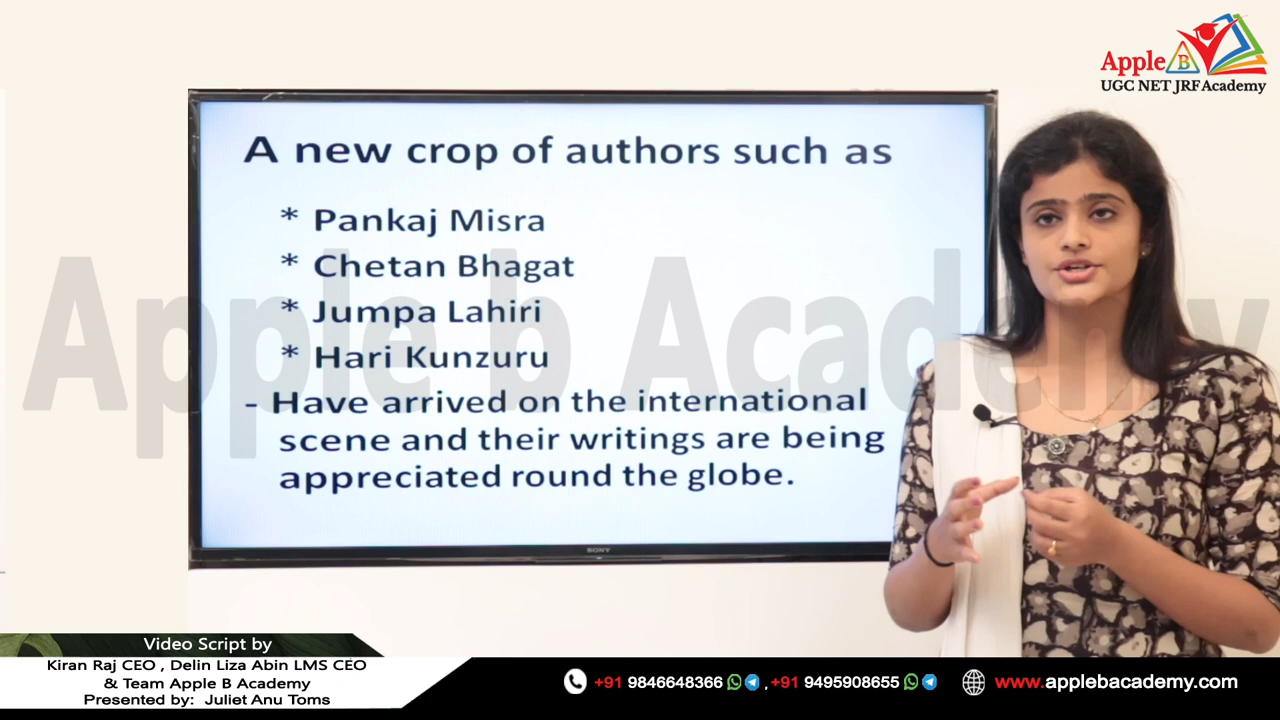 Apple B
UGC NET JRF Academy
A new crop of authors such as
* Pankaj Misra
* Chetan Bhagat
* Jumpa Lahiri
* Hari Kunzuru
- Have arrived on the international
scene and their writings are being
appreciated round the globe.
Apple b Academy
SONY
Video Script by
Kiran Raj CEO , Delin Liza Abin LMS CEO
& Team Apple B Academy
Presented by: Juliet Anu Toms
+91 9846648366 , +91 9495908655 www.applebacademy.com